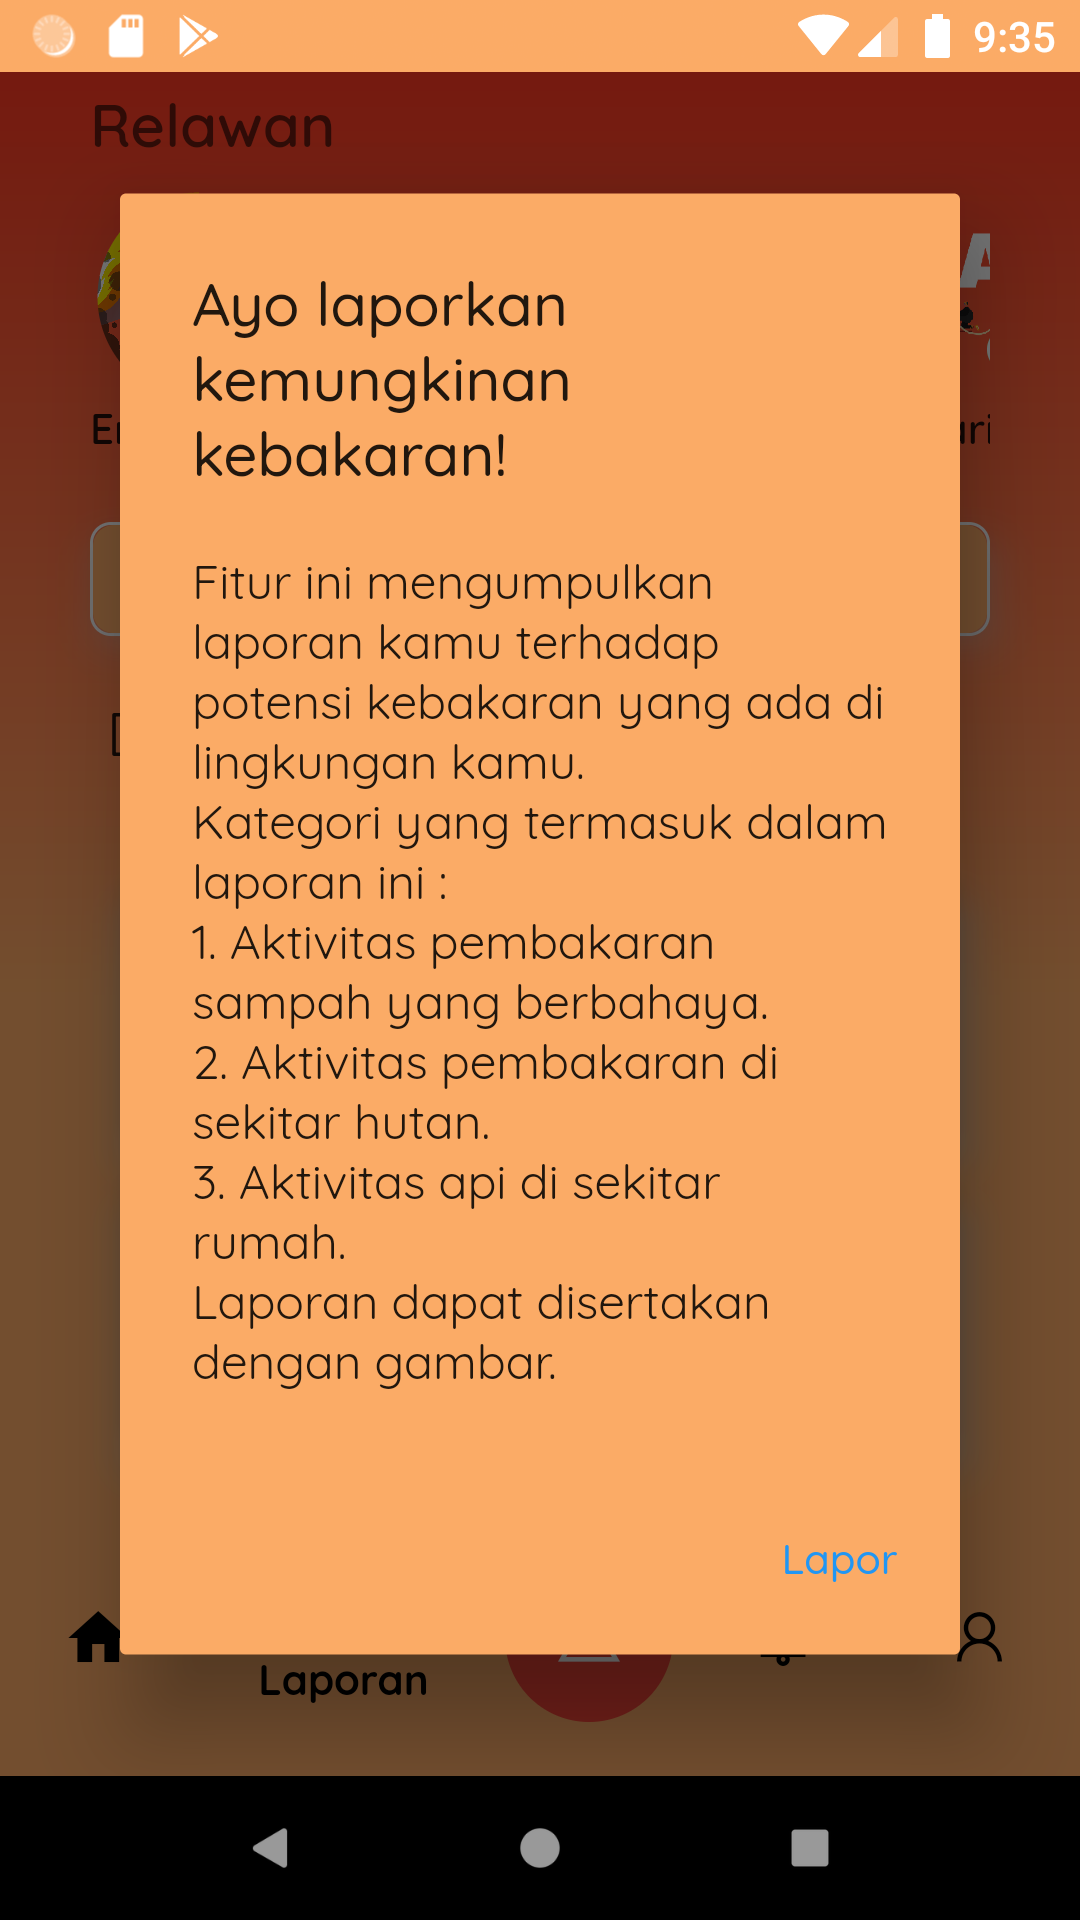 9:35
Relawan
Ayo laporkan
kemungkinan
kebakaran!
Fitur ini mengumpulkan
laporan kamu terhadap
potensi kebakaran yang ada di
lingkungan kamu.
Kategori yang termasuk dalam
laporan ini :
1. Aktivitas pembakaran
sampah yang berbahaya.
2. Aktivitas pembakaran di
sekitar hutan.
3. Aktivitas api di sekitar
rumah.
Laporan dapat disertakan
dengan gambar.
Lapor
Laporan